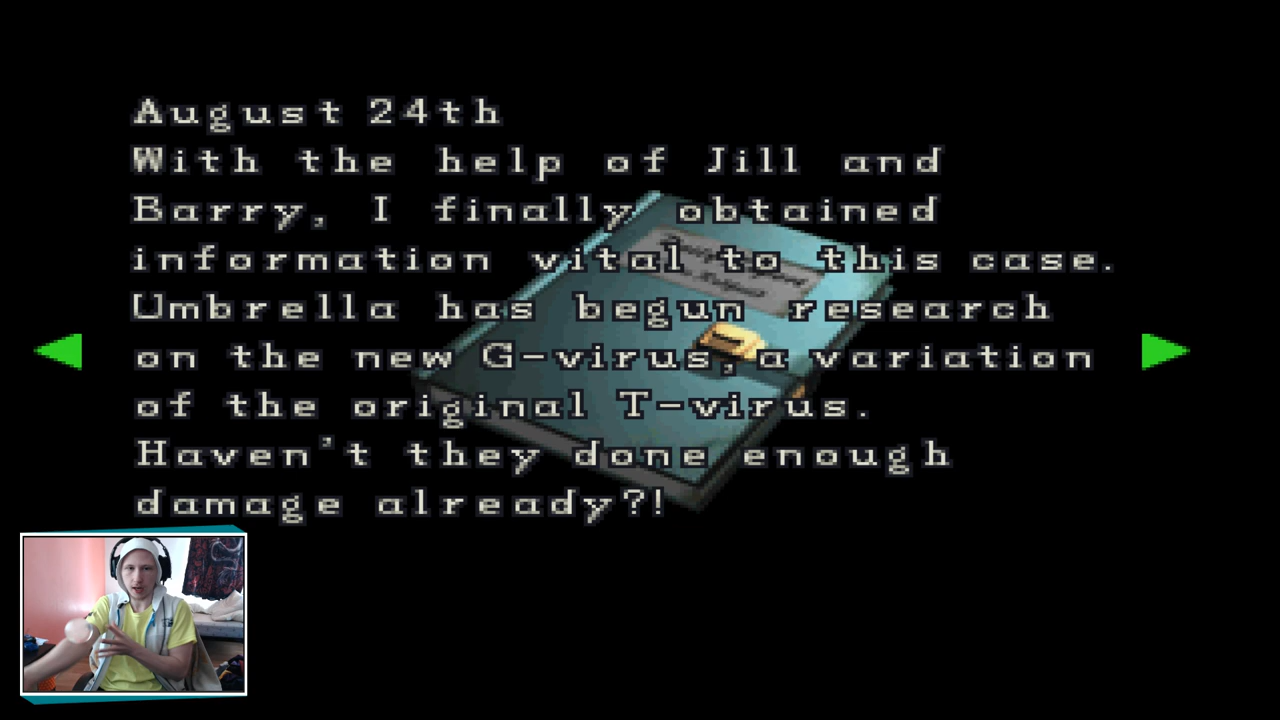 August 24th
With the help of Jill and
Barry, I finally obtained
information vital to this case.
Umbrella has begun research
on the new G-virus, a variation
of the original T-virus.
Haven't they done enough
damage already?!